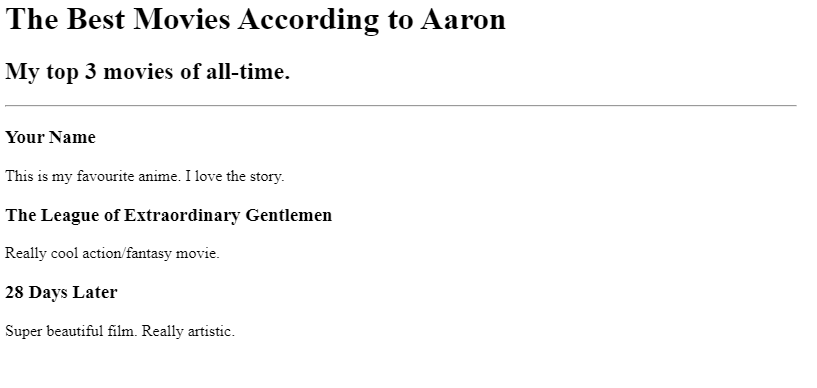 The Best Movies According to Aaron
My top 3 movies of all-time.
Your Name
This is my favourite anime. I love the story.
The League of Extraordinary Gentlemen
Really cool action/fantasy movie.
28 Days Later
Super beautiful film. Really artistic.